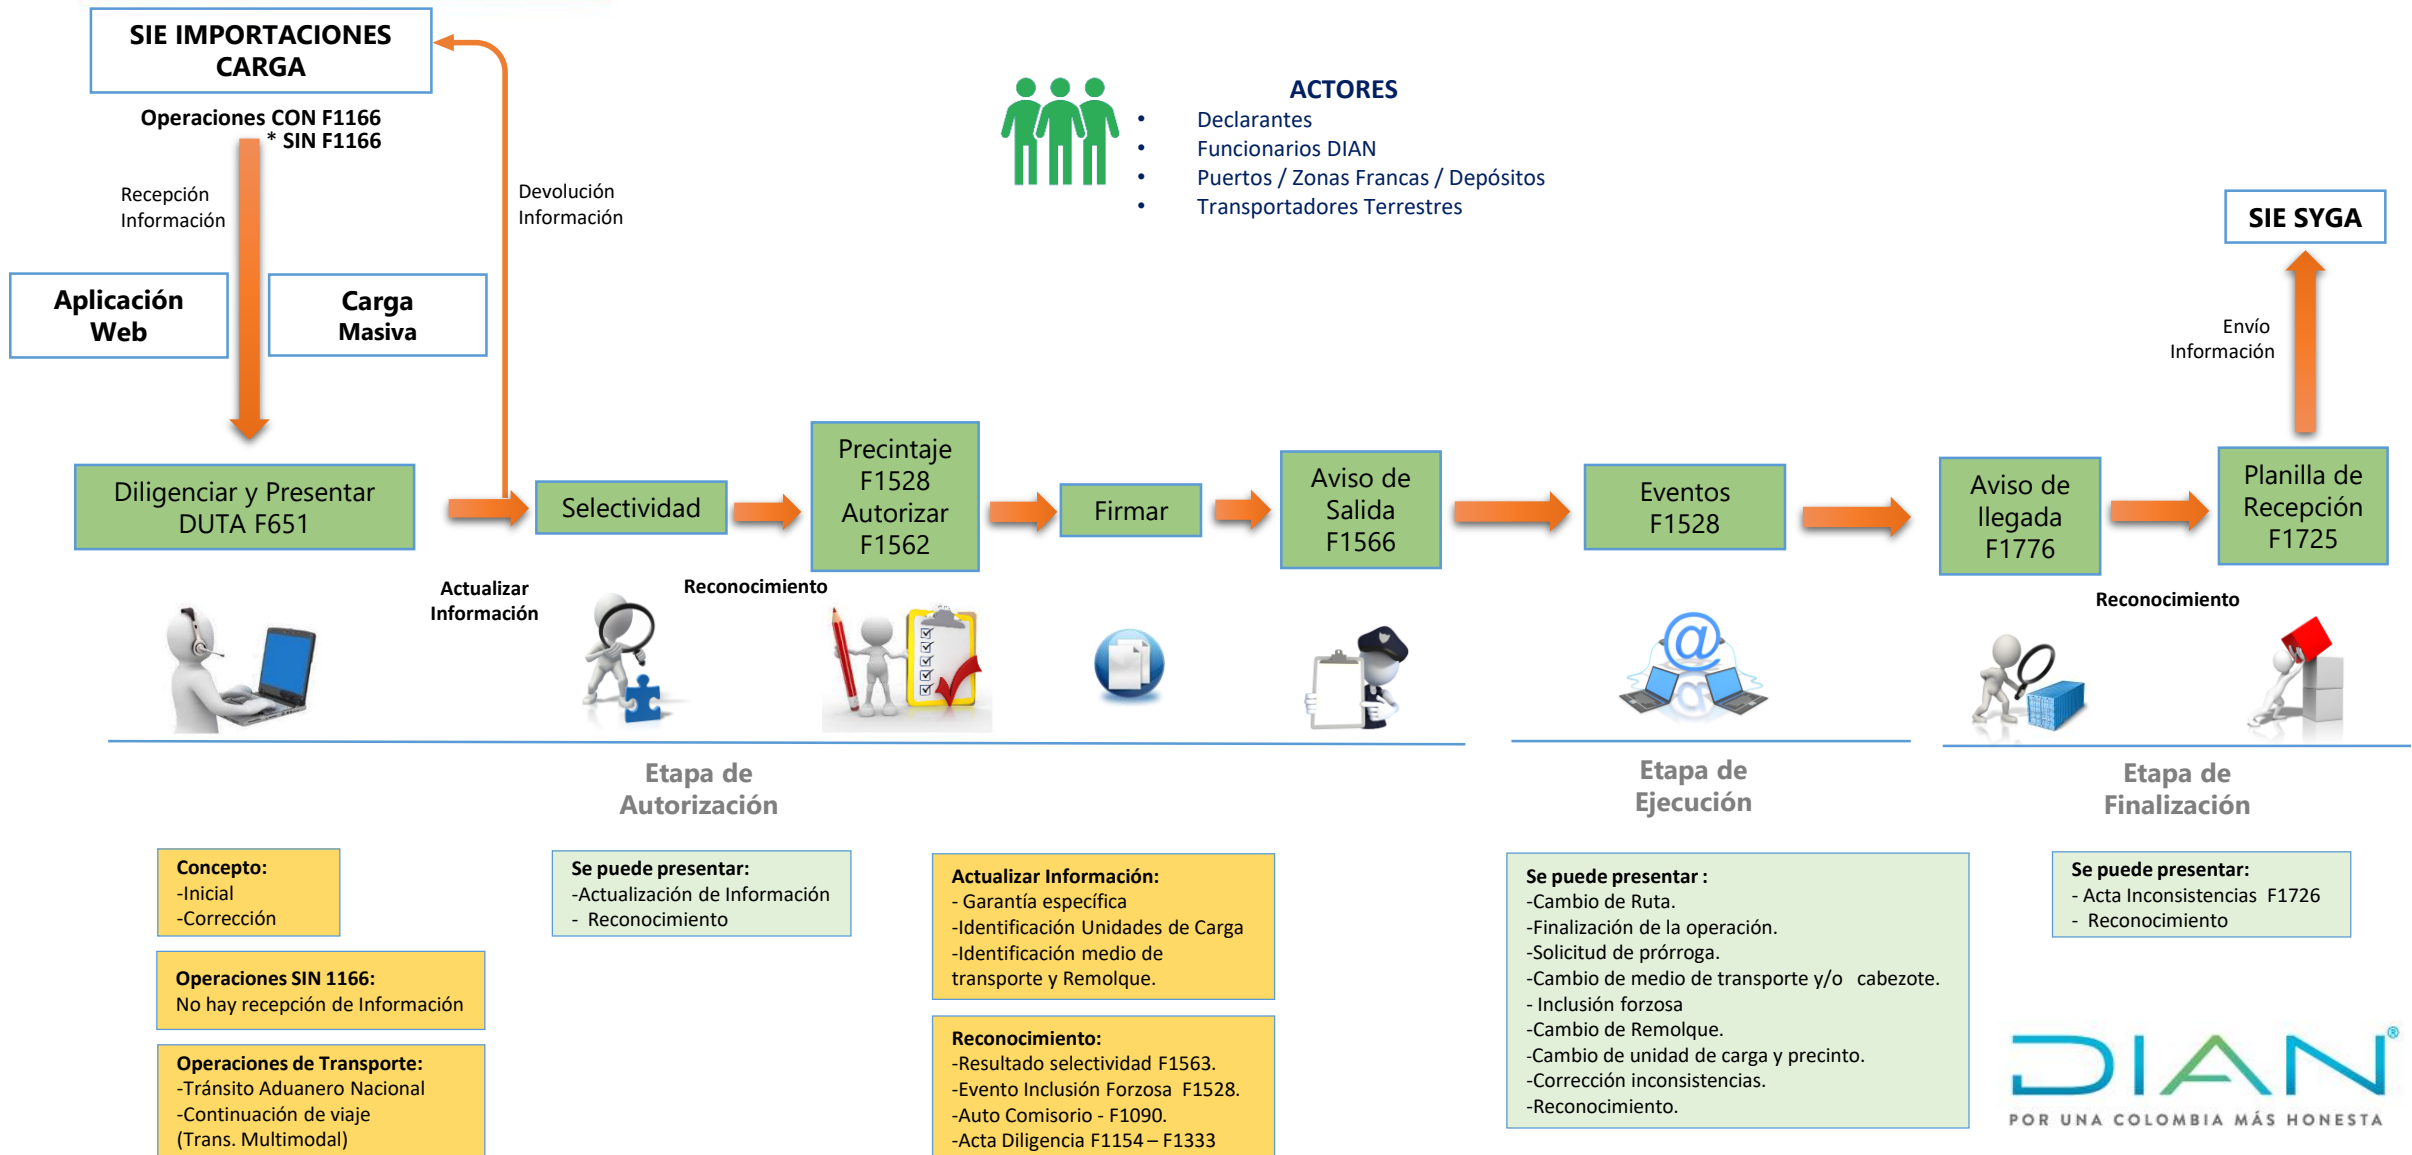 SIE IMPORTACIONES
CARGA
Operaciones CON F1166
* SIN F1166
Recepción
Información
Devolución
Información
Aplicación
Web
Carga
Masiva
ACTORES
• Declarantes
• Funcionarios DIAN
• Puertos / Zonas Francas / Depósitos
• Transportadores Terrestres
SIE SYGA
Envío
Información
Diligenciar y Presentar
DUTA F651
Selectividad
Precintaje
F1528
Autorizar
F1562
Firmar
Aviso de
Salida
F1566
Eventos
F1528
Aviso de
llegada
F1776
Planilla de
Recepción
F1725
Actualizar
Información
Reconocimiento
Reconocimiento
@
Etapa de
Autorización
Etapa de
Ejecución
Etapa de
Finalización
Concepto:
-Inicial
-Corrección
Operaciones SIN 1166:
No hay recepción de Información
Operaciones de Transporte:
-Tránsito Aduanero Nacional
-Continuación de viaje
(Trans. Multimodal)
Se puede presentar:
-Actualización de Información
- Reconocimiento
Actualizar Información:
- Garantía específica
-Identificación Unidades de Carga
-Identificación medio de
transporte y Remolque.
Reconocimiento:
-Resultado selectividad F1563.
-Evento Inclusión Forzosa F1528.
-Auto Comisorio - F1090.
-Acta Diligencia F1154 – F1333
Se puede presentar :
-Cambio de Ruta.
-Finalización de la operación.
-Solicitud de prórroga.
-Cambio de medio de transporte y/o cabezote.
- Inclusión forzosa
-Cambio de Remolque.
-Cambio de unidad de carga y precinto.
-Corrección inconsistencias.
-Reconocimiento.
Se puede presentar:
- Acta Inconsistencias F1726
- Reconocimiento
DIAN®
POR UNA COLOMBIA MÁS HONESTA